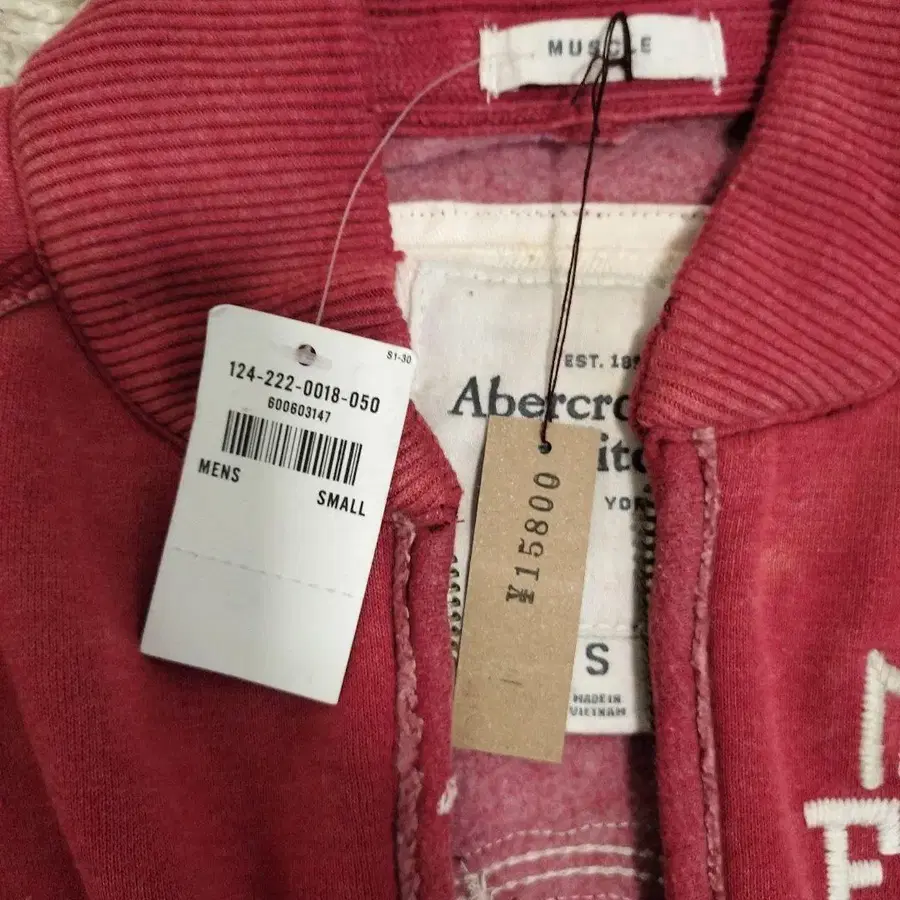 MUSCLE
S1-30
124-222-0018-050
600603147
MENS
SMALL
EST. 18
Abercro
itc
YOR
¥15800
S
MADE IN
VIETNAM
F